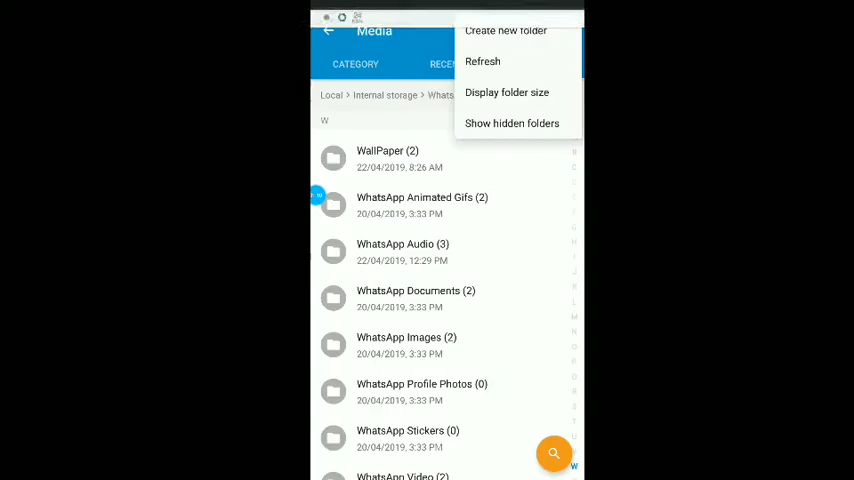 Media
Create new folder
CATEGORY
Refresh
Local > Internal storage >
Display folder size
Show hidden folders
W
WallPaper (2)
22/04/2019, 8:26 AM
WhatsApp Animated Gifs (2)
20/04/2019, 3:33 PM
WhatsApp Audio (3)
22/04/2019, 12:29 PM
WhatsApp Documents (2)
20/04/2019, 3:33 PM
WhatsApp Images (2)
20/04/2019, 3:33 PM
WhatsApp Profile Photos (0)
20/04/2019, 3:33 PM
WhatsApp Stickers (0)
20/04/2019, 3:33 PM
W
WhatsApp Video (2)